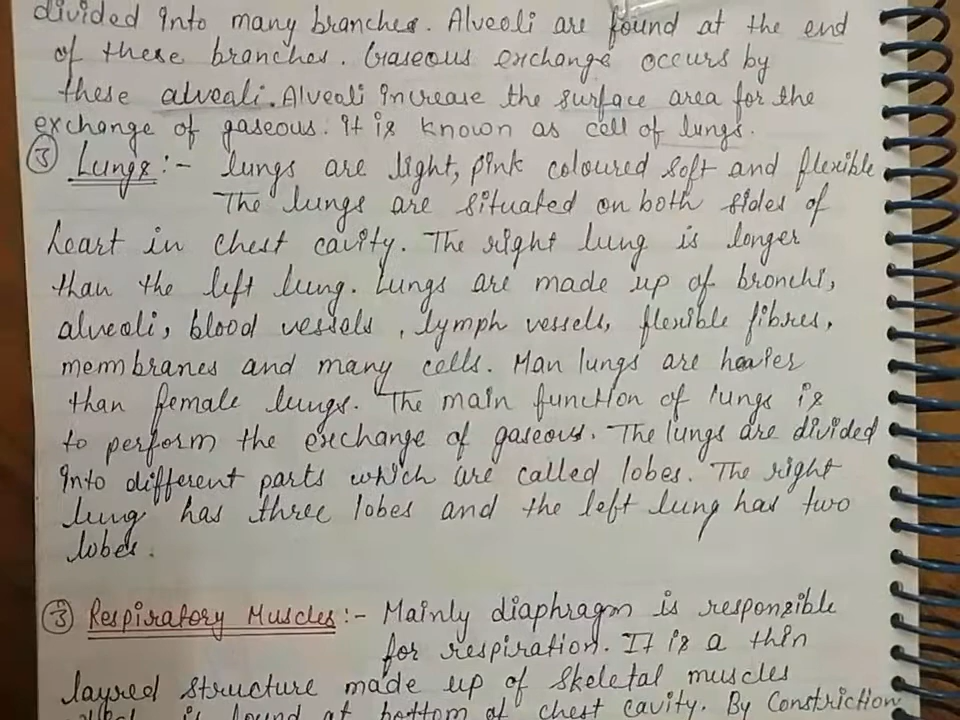 divided into many branches. Alveoli are found at the end
of these branches. Gaseous exchange occurs by
these alveoli. Alveoli increase the surface area for the
exchange of gaseous. It is known as cell of lungs.
③ Lungs :- lungs are light, pink coloured soft and flexible
The lungs are situated on both sides of
heart in chest cavity. The right lung is longer
than the left lung. Lungs are made up of bronchi,
alveoli, blood vessels, lymph vessels, flexible fibres,
membranes and many cells. Man lungs are heaier
than female lungs. The main function of lungs is
to perform the exchange of gaseous. The lungs are divided
into different parts which are called lobes. The right
lung has three lobes and the left lung has two
lobes.
③ Respiratory Muscles :- Mainly diaphragm is responsible
for respiration. It is a thin
layred structure made up of skeletal muscles
is found at bottom of chest cavity. By Constriction